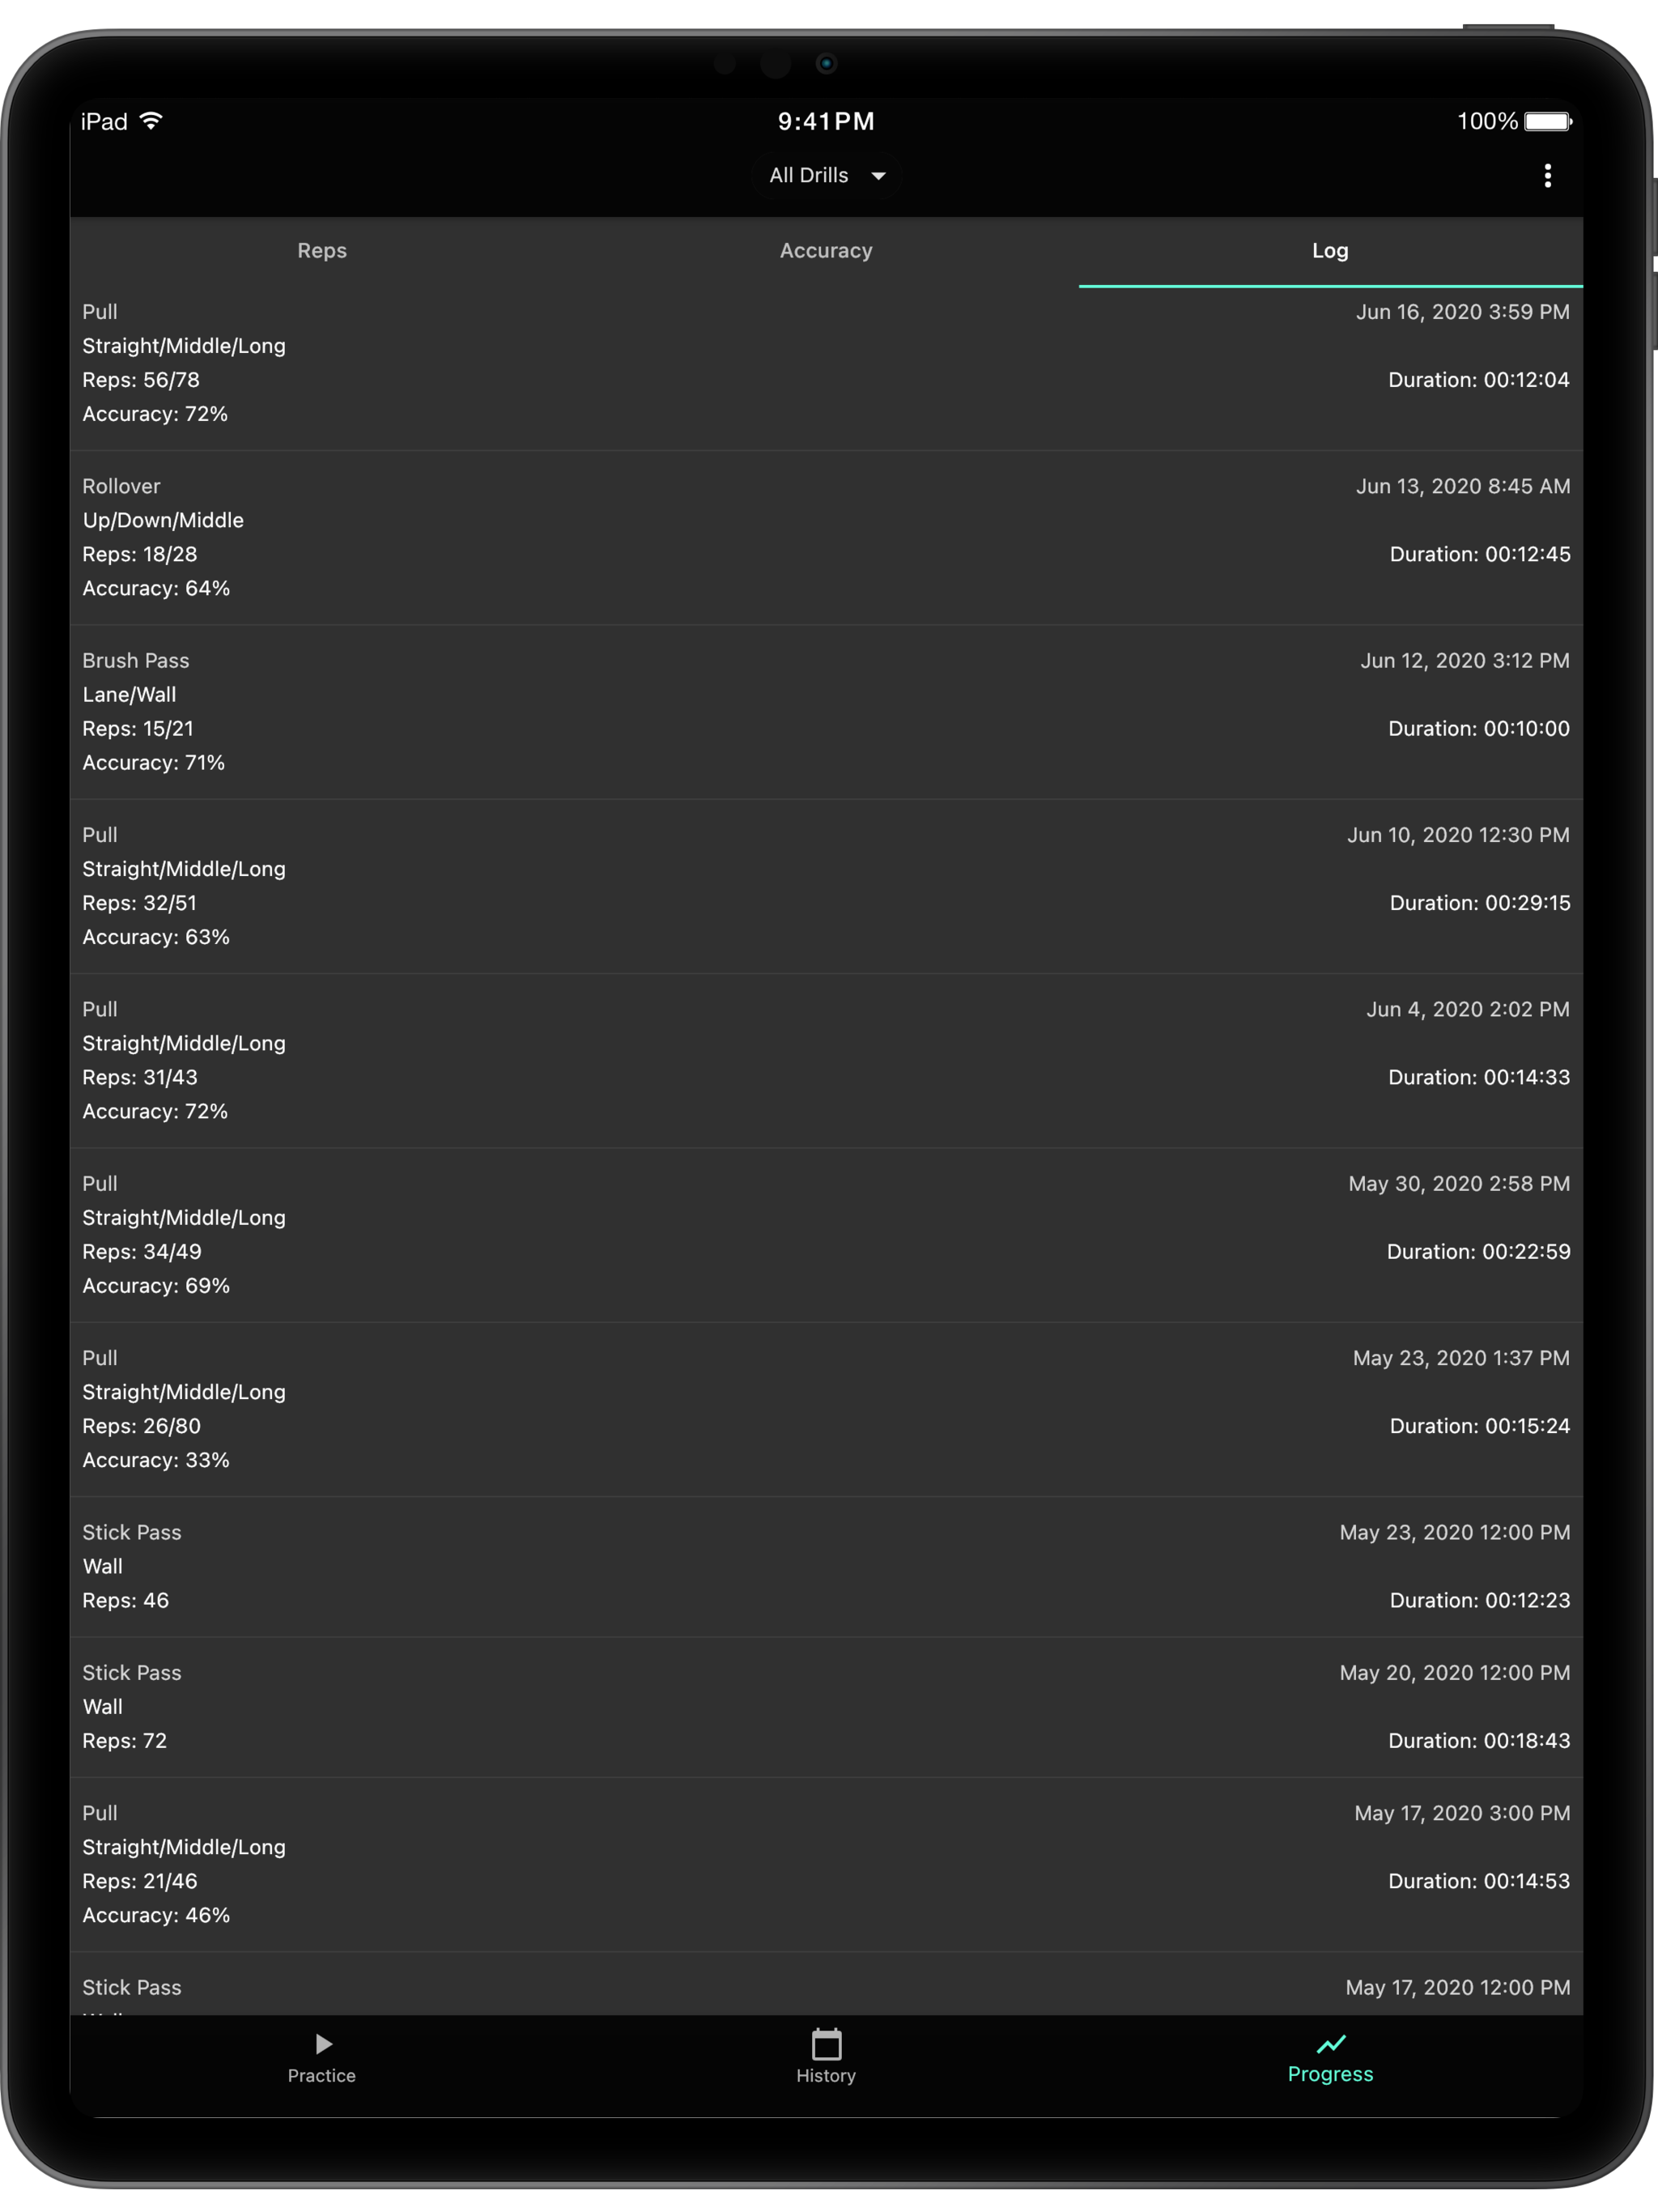 iPad 9:41PM 100%
All Drills
Reps Accuracy Log
Pull Jun 16, 2020 3:59 PM
Straight/Middle/Long
Reps: 56/78 Duration: 00:12:04
Accuracy: 72%
Rollover Jun 13, 2020 8:45 AM
Up/Down/Middle
Reps: 18/28 Duration: 00:12:45
Accuracy: 64%
Brush Pass Jun 12, 2020 3:12 PM
Lane/Wall
Reps: 15/21 Duration: 00:10:00
Accuracy: 71%
Pull Jun 10, 2020 12:30 PM
Straight/Middle/Long
Reps: 32/51 Duration: 00:29:15
Accuracy: 63%
Pull Jun 4, 2020 2:02 PM
Straight/Middle/Long
Reps: 31/43 Duration: 00:14:33
Accuracy: 72%
Pull May 30, 2020 2:58 PM
Straight/Middle/Long
Reps: 34/49 Duration: 00:22:59
Accuracy: 69%
Pull May 23, 2020 1:37 PM
Straight/Middle/Long
Reps: 26/80 Duration: 00:15:24
Accuracy: 33%
Stick Pass May 23, 2020 12:00 PM
Wall
Reps: 46 Duration: 00:12:23
Stick Pass May 20, 2020 12:00 PM
Wall
Reps: 72 Duration: 00:18:43
Pull May 17, 2020 3:00 PM
Straight/Middle/Long
Reps: 21/46 Duration: 00:14:53
Accuracy: 46%
Stick Pass May 17, 2020 12:00 PM
Practice History Progress